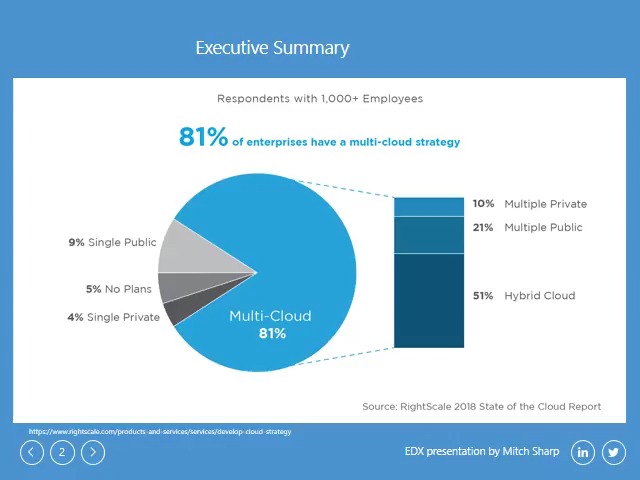 Executive Summary
Respondents with 1,000+ Employees
81% of enterprises have a multi-cloud strategy
10% Multiple Private
21% Multiple Public
9% Single Public
5% No Plans
51% Hybrid Cloud
4% Single Private
Multi-Cloud
81%
Source: RightScale 2018 State of the Cloud Report
https://www.rightscale.com/products-and-services/services/develop-cloud-strategy
2
EDX presentation by Mitch Sharp
in